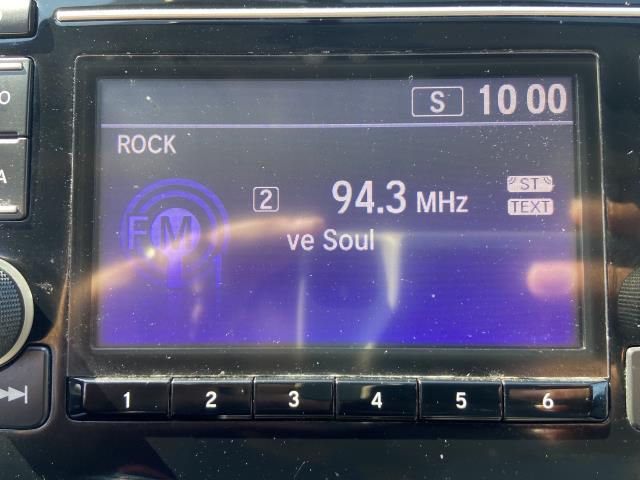 S 10 00
ROCK
2 94.3 MHz ST
FM TEXT
ve Soul
O
A
1 2 3 4 5 6